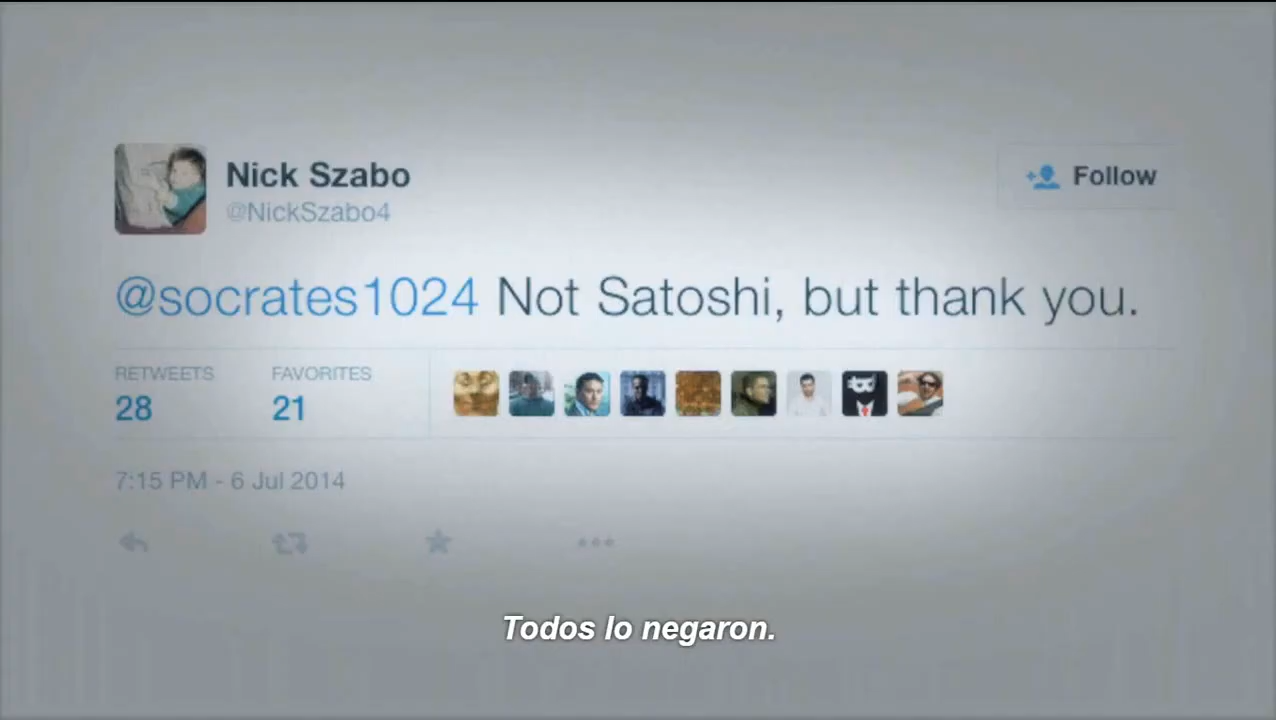 Nick Szabo
@NickSzabo4
Follow
@socrates1024 Not Satoshi, but thank you.
RETWEETS FAVORITES
28 21
7:15 PM - 6 Jul 2014
Todos lo negaron.